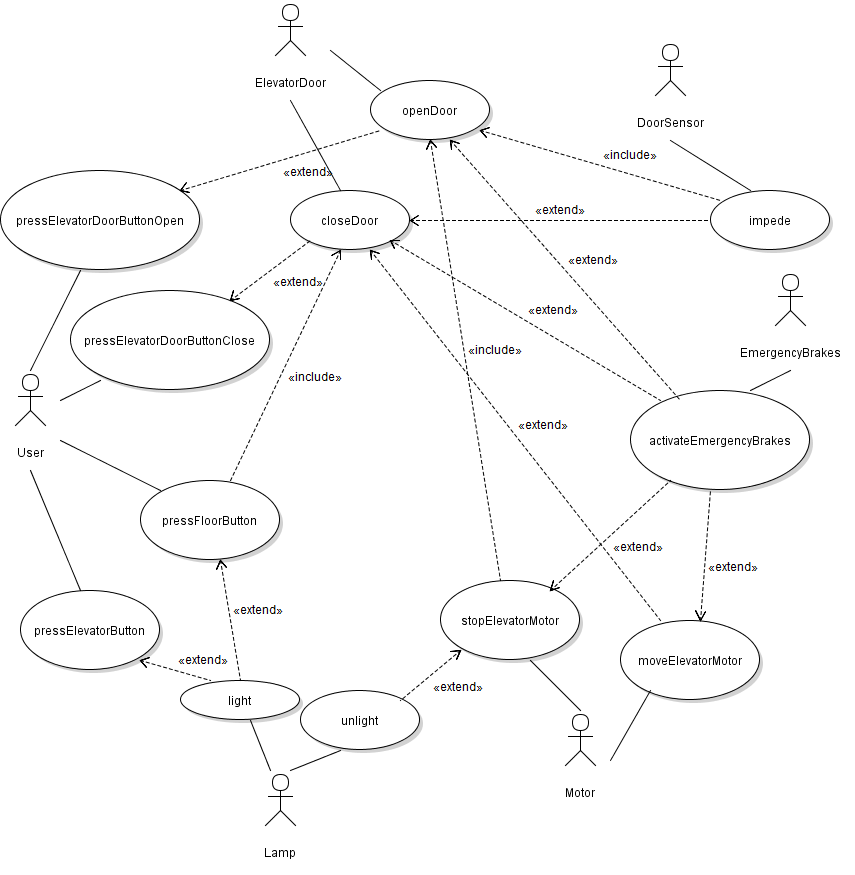 ElevatorDoor
openDoor
DoorSensor
«include»
«extend»
pressElevatorDoorButtonOpen
closeDoor
«extend»
impede
«extend»
«extend»
EmergencyBrakes
«extend»
pressElevatorDoorButtonClose
«include»
«include»
«extend»
activateEmergencyBrakes
User
pressFloorButton
«extend»
«extend»
«extend»
stopElevatorMotor
pressElevatorButton
«extend»
moveElevatorMotor
light
«extend»
unlight
Motor
Lamp